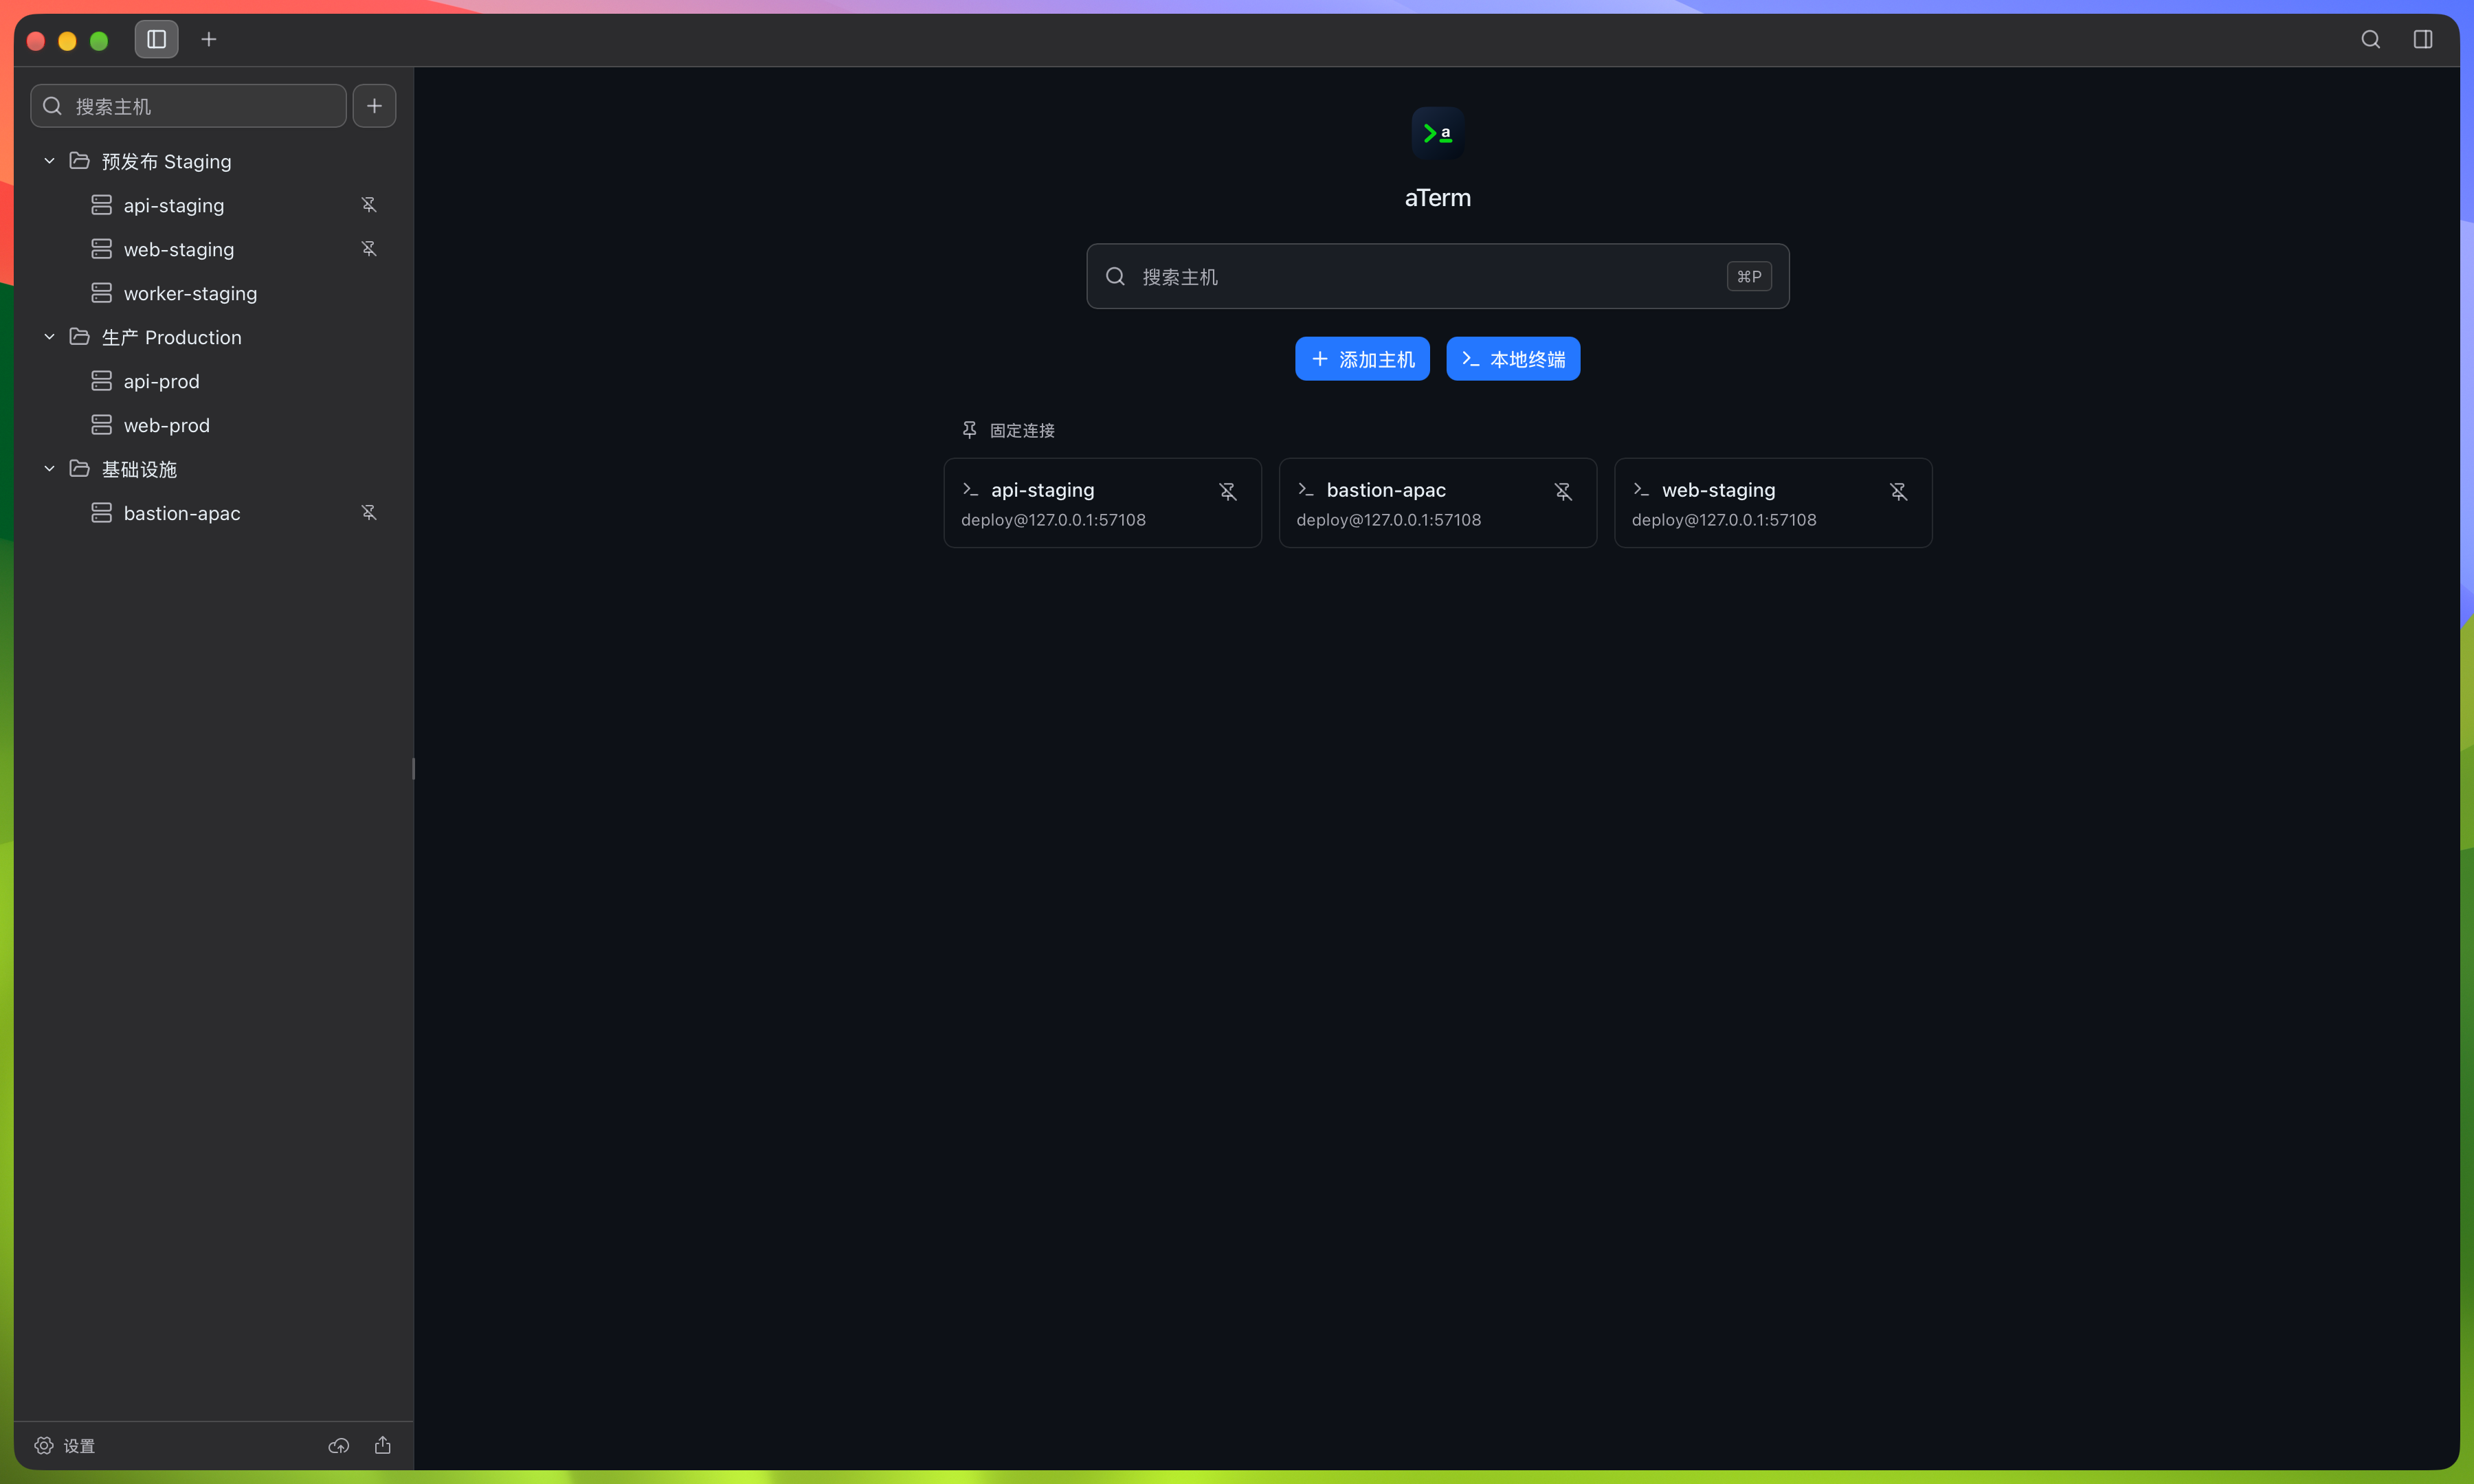 搜索主机
预发布 Staging
api-staging
web-staging
worker-staging
生产 Production
api-prod
web-prod
基础设施
bastion-apac
设置
a
aTerm
搜索主机 ⌘P
添加主机 本地终端
固定连接
api-staging
deploy@127.0.0.1:57108
bastion-apac
deploy@127.0.0.1:57108
web-staging
deploy@127.0.0.1:57108